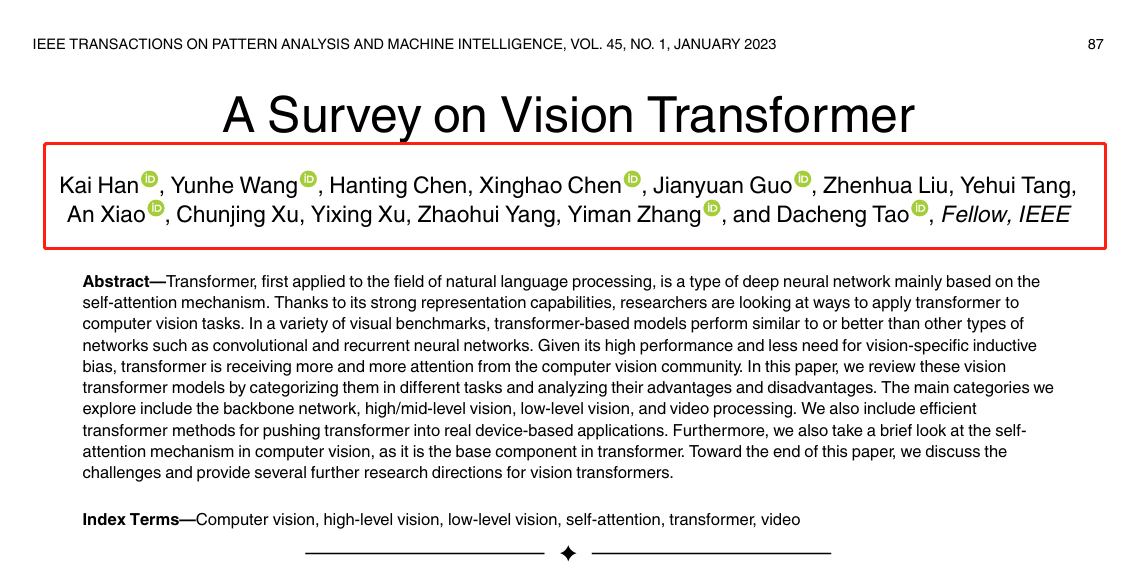 IEEE TRANSACTIONS ON PATTERN ANALYSIS AND MACHINE INTELLIGENCE, VOL. 45, NO. 1, JANUARY 2023 87
A Survey on Vision Transformer
Kai Han iD, Yunhe Wang iD, Hanting Chen, Xinghao Chen iD, Jianyuan Guo iD, Zhenhua Liu, Yehui Tang,
An Xiao iD, Chunjing Xu, Yixing Xu, Zhaohui Yang, Yiman Zhang iD, and Dacheng Tao iD, Fellow, IEEE
Abstract—Transformer, first applied to the field of natural language processing, is a type of deep neural network mainly based on the
self-attention mechanism. Thanks to its strong representation capabilities, researchers are looking at ways to apply transformer to
computer vision tasks. In a variety of visual benchmarks, transformer-based models perform similar to or better than other types of
networks such as convolutional and recurrent neural networks. Given its high performance and less need for vision-specific inductive
bias, transformer is receiving more and more attention from the computer vision community. In this paper, we review these vision
transformer models by categorizing them in different tasks and analyzing their advantages and disadvantages. The main categories we
explore include the backbone network, high/mid-level vision, low-level vision, and video processing. We also include efficient
transformer methods for pushing transformer into real device-based applications. Furthermore, we also take a brief look at the self-
attention mechanism in computer vision, as it is the base component in transformer. Toward the end of this paper, we discuss the
challenges and provide several further research directions for vision transformers.
Index Terms—Computer vision, high-level vision, low-level vision, self-attention, transformer, video